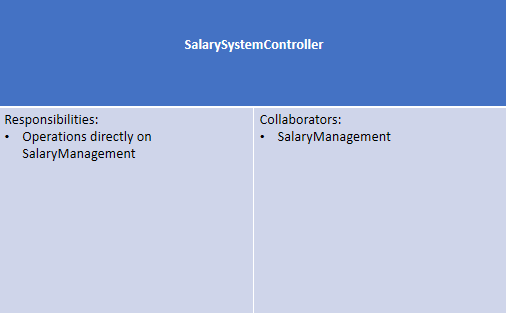 SalarySystemController
Responsibilities:
• Operations directly on
SalaryManagement
Collaborators:
• SalaryManagement